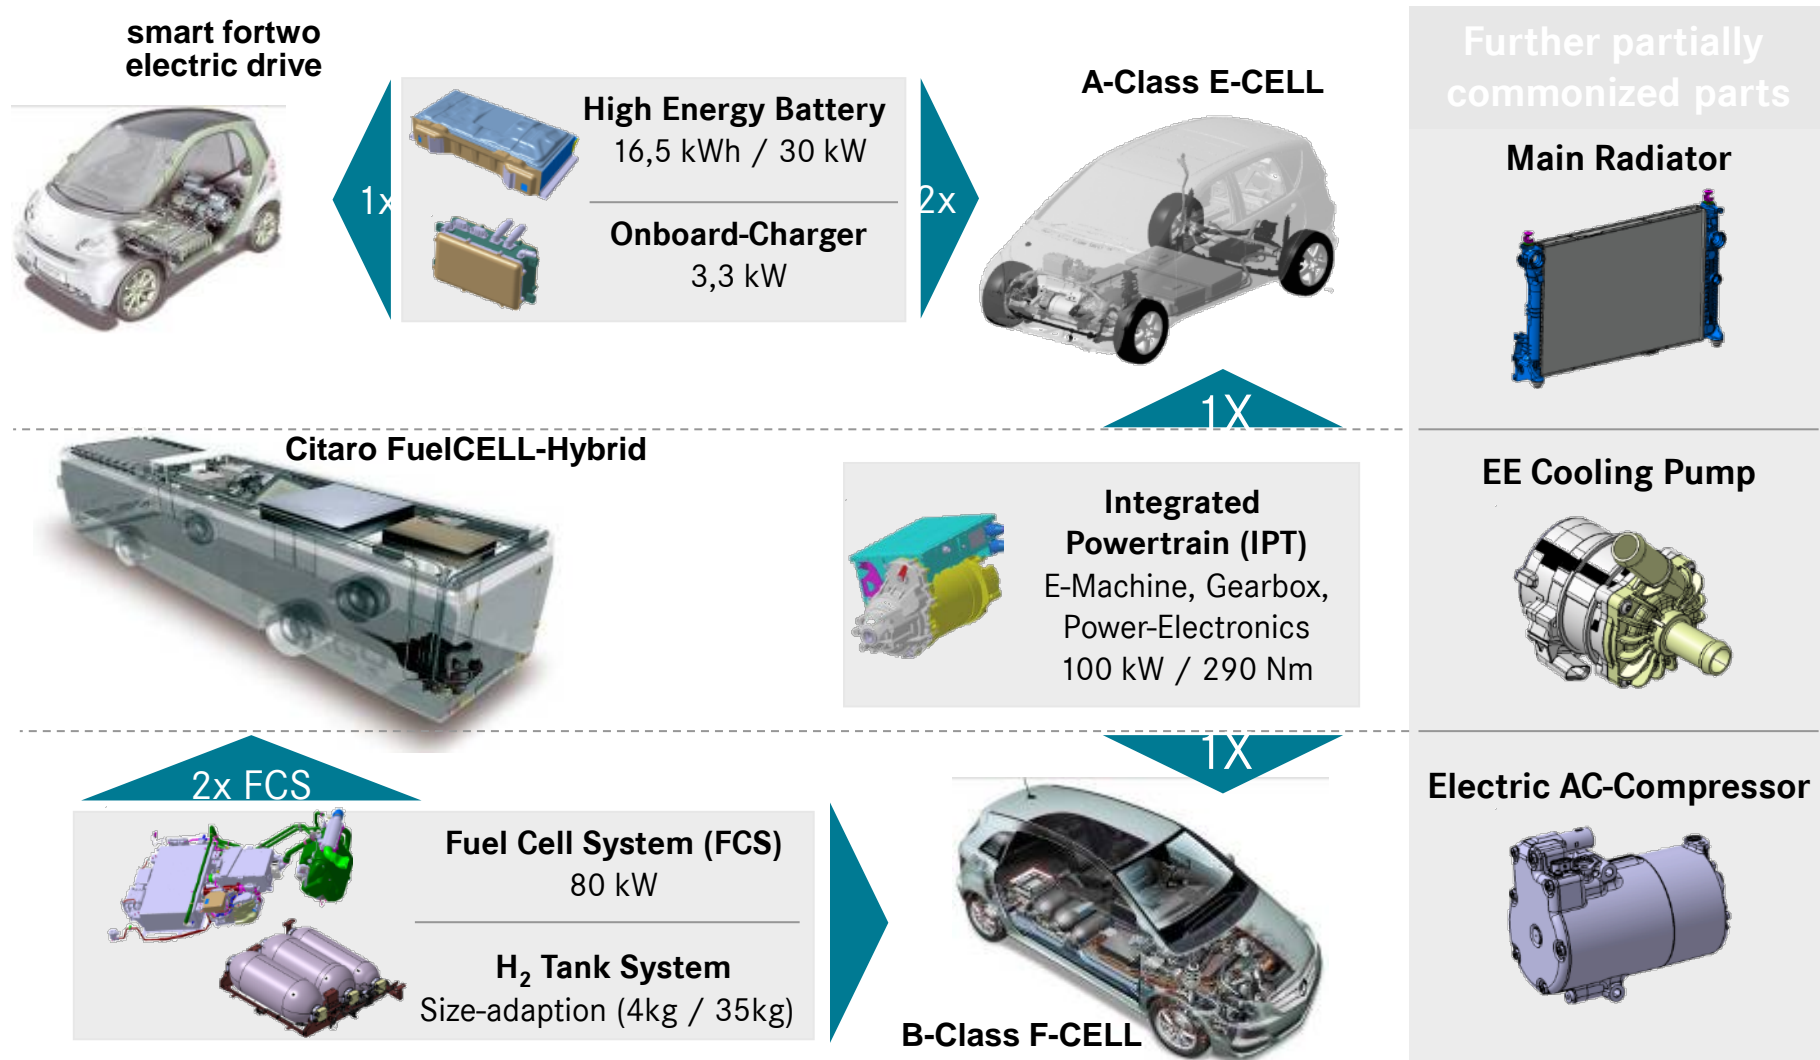 smart fortwo
electric drive
1x
High Energy Battery
16,5 kWh / 30 kW
Onboard-Charger
3,3 kW
2x
A-Class E-CELL
1X
Further partially
commonized parts
Main Radiator
Citaro FuelCELL-Hybrid
Integrated
Powertrain (IPT)
E-Machine, Gearbox,
Power-Electronics
100 kW / 290 Nm
EE Cooling Pump
2x FCS
Fuel Cell System (FCS)
80 kW
H₂ Tank System
Size-adaption (4kg / 35kg)
1X
B-Class F-CELL
Electric AC-Compressor